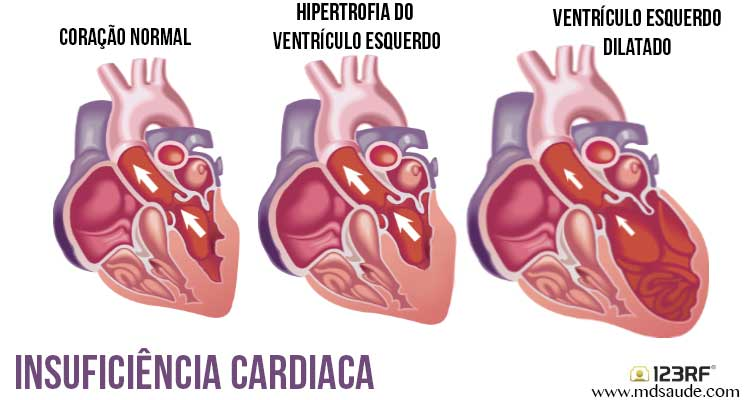 CORAÇÃO NORMAL
HIPERTROFIA DO
VENTRÍCULO ESQUERDO
VENTRÍCULO ESQUERDO
DILATADO
INSUFICIÊNCIA CARDIACA
123RF®
www.mdsaude.com